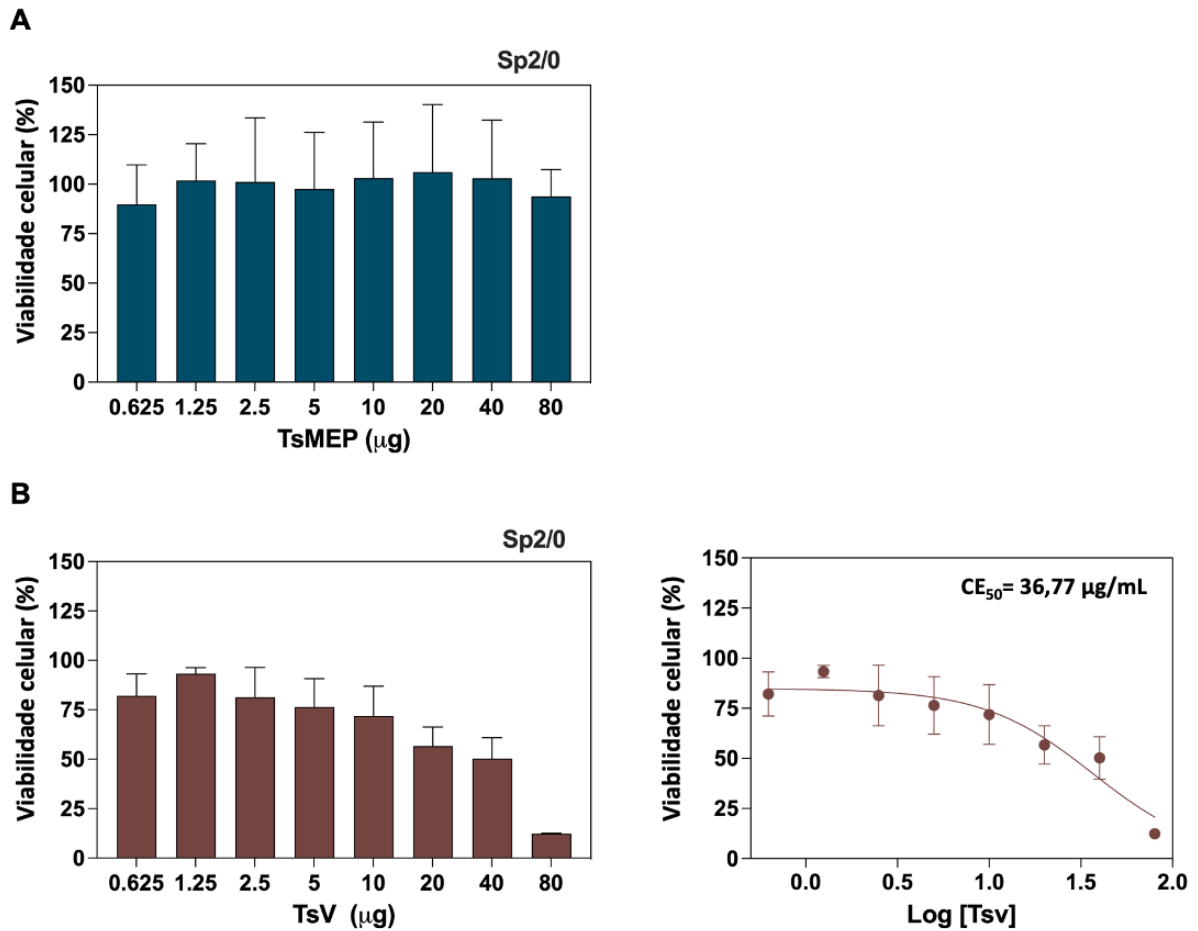 A
Sp2/0
Viabilidade celular (%)
150
125
100
75
50
25
0
0.625 1.25 2.5 5 10 20 40 80
TsMEP (μg)
B
Sp2/0
Viabilidade celular (%)
150
125
100
75
50
25
0
0.625 1.25 2.5 5 10 20 40 80
TsV (μg)
CE₅₀= 36,77 μg/mL
Viabilidade celular (%)
150
125
100
75
50
25
0
0.0 0.5 1.0 1.5 2.0
Log [Tsv]